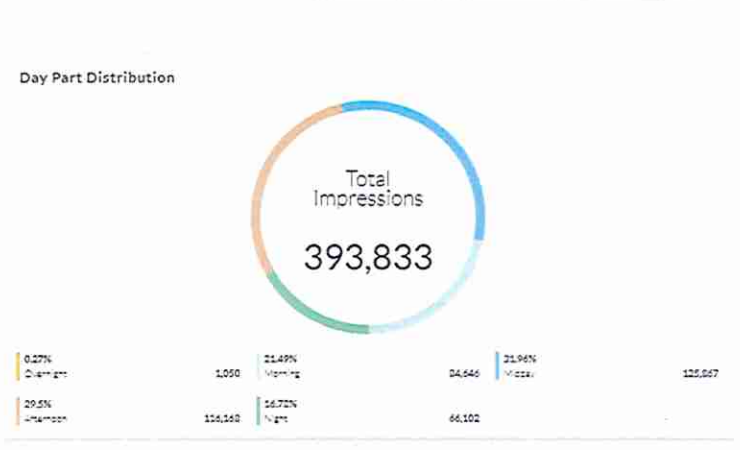 Day Part Distribution
Total
Impressions
393,833
0.27%
Overnight 1,050
21.49%
Morning 84,646
31.96%
Midday 125,867
29.5%
Afternoon 116,168
16.72%
Night 66,102